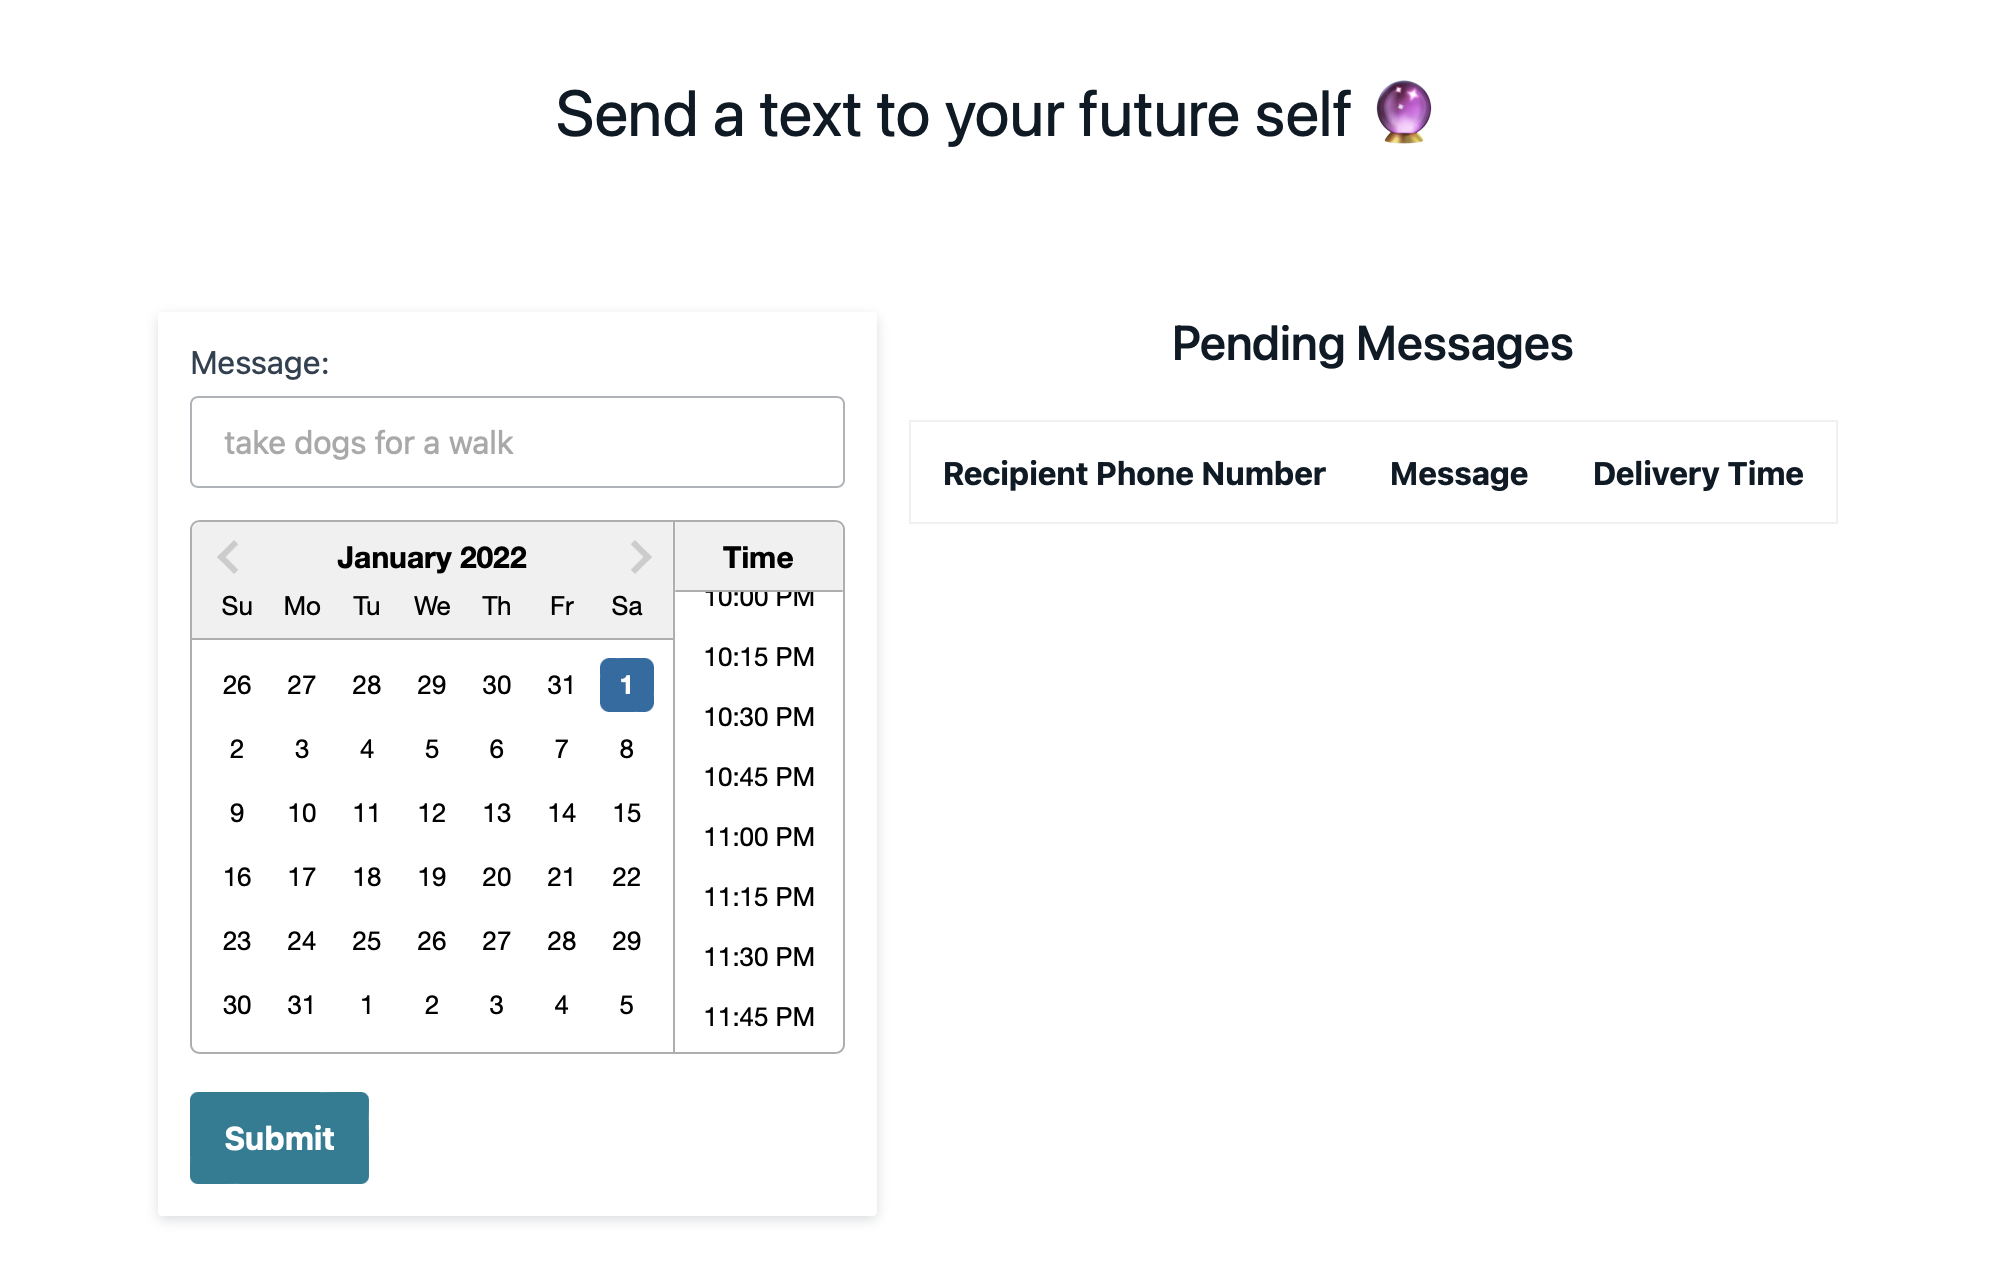 Send a text to your future self
Message:
take dogs for a walk
January 2022
Su Mo Tu We Th Fr Sa
26 27 28 29 30 31 1
2 3 4 5 6 7 8
9 10 11 12 13 14 15
16 17 18 19 20 21 22
23 24 25 26 27 28 29
30 31 1 2 3 4 5
Time
10:00 PM
10:15 PM
10:30 PM
10:45 PM
11:00 PM
11:15 PM
11:30 PM
11:45 PM
Submit
Pending Messages
Recipient Phone Number Message Delivery Time